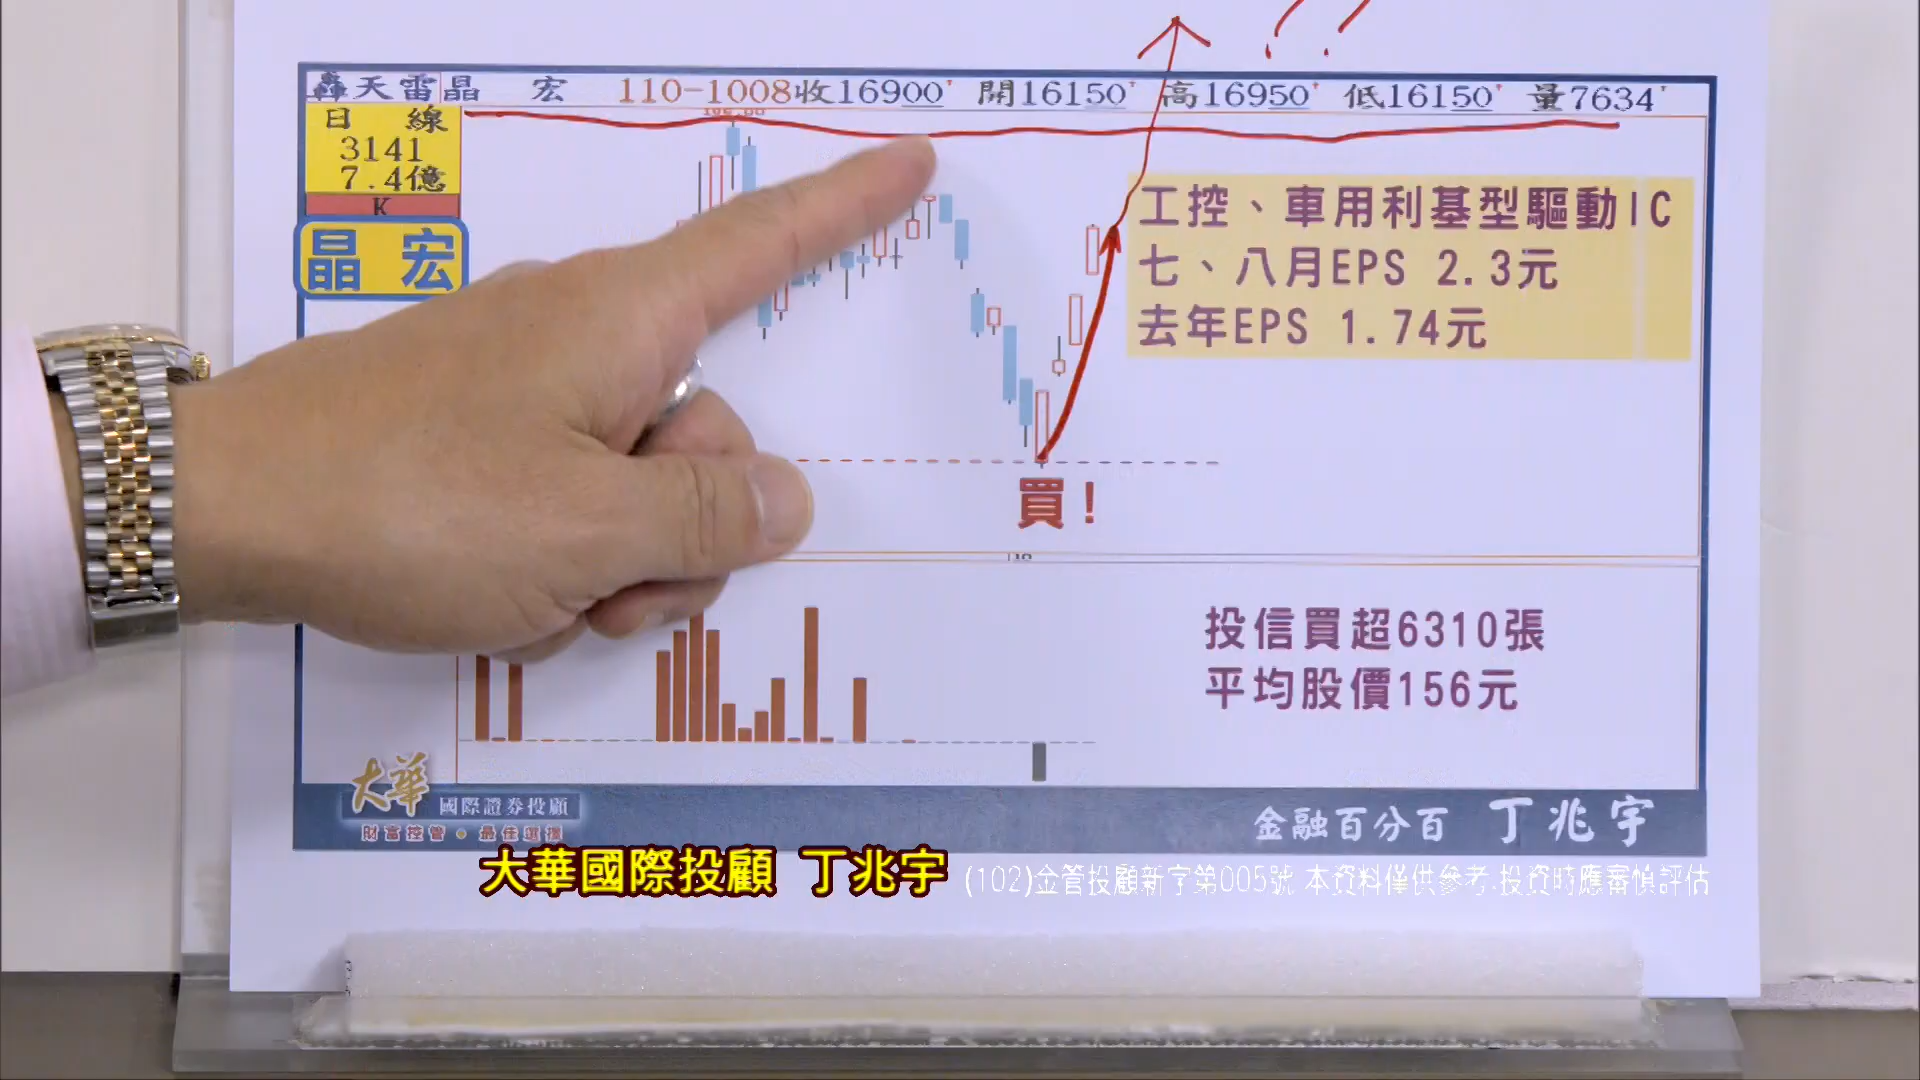 轟天雷晶 宏 110-1008收16900 開16150 高16950 低16150 量7634
日 線
3141
7.4億
K
晶 宏
工控、車用利基型驅動IC
七、八月EPS 2.3元
去年EPS 1.74元
??
買!
10
投信買超6310張
平均股價156元
大華 國際證券投顧
財富控管・最佳選擇
金融百分百 丁兆宇
大華國際投顧 丁兆宇 (102)金管投顧新字第005號 本資料僅供參考,投資時應審慎評估